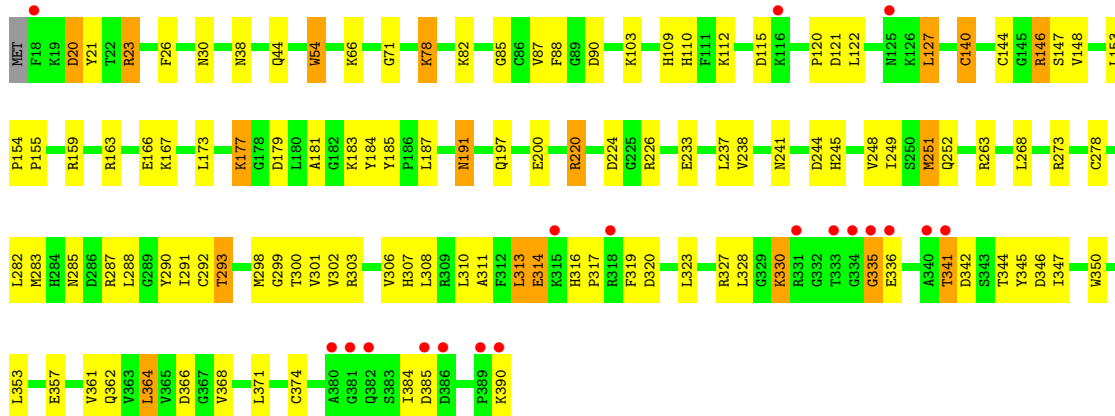 MET F18 K19 D20 Y21 T22 R23 F26 N30 N38 Q44 W54 K66 G71 K78 K82 G85 C86 V87 F88 G89 D90 K103 H109 H110 F111 K112 D115 K116 P120 D121 L122 N125 K126 L127 C140 C144 G145 R146 S147 V148 L153
P154 P155 R159 R163 E166 K167 L173 K177 G178 D179 L180 A181 G182 K183 Y184 Y185 P186 L187 N191 Q197 E200 R220 D224 G225 R226 E233 L237 V238 N241 D244 H245 V248 I249 S250 M251 Q252 R263 L268 R273 C278
L282 M283 H284 N285 D286 R287 L288 G289 Y290 I291 C292 T293 M298 G299 T300 V301 V302 R303 V306 H307 L308 R309 L310 A311 F312 L313 E314 K315 H316 P317 R318 F319 D320 L323 R327 L328 G329 K330 R331 G332 T333 G334 G335 E336 A340 T341 D342 S343 T344 Y345 D346 I347 W350
L353 E357 V361 Q362 V363 L364 V365 D366 G367 V368 L371 C374 A380 G381 Q382 S383 I384 D385 D386 P389 K390